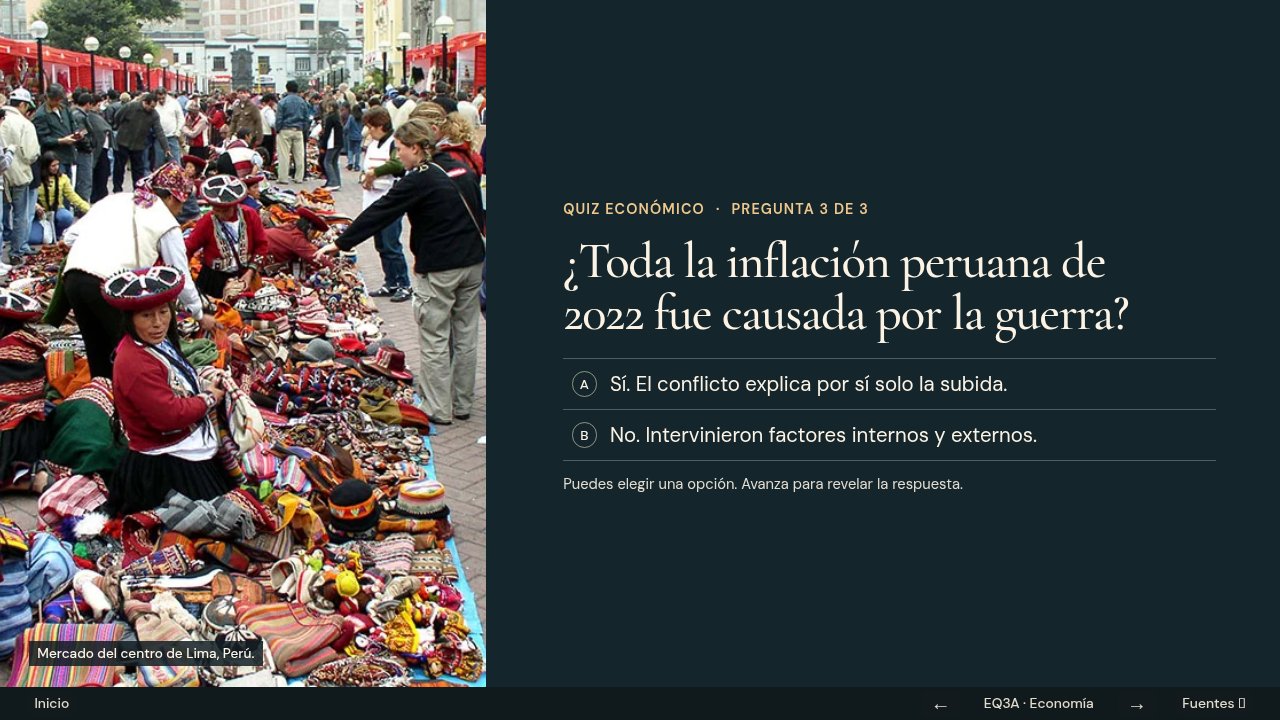 QUIZ ECONÓMICO · PREGUNTA 3 DE 3
¿Toda la inflación peruana de
2022 fue causada por la guerra?
A Sí. El conflicto explica por sí solo la subida.
B No. Intervinieron factores internos y externos.
Puedes elegir una opción. Avanza para revelar la respuesta.
Mercado del centro de Lima, Perú.
Inicio
← EQ3A · Economía → Fuentes